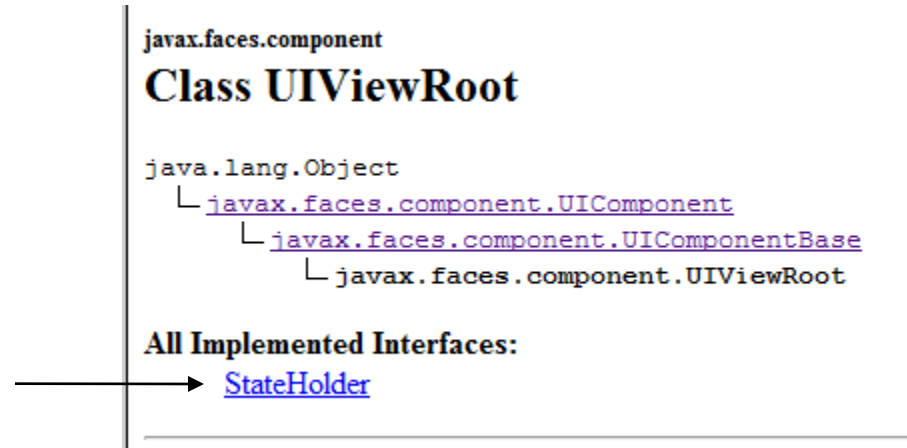 javax.faces.component
Class UIViewRoot
java.lang.Object
javax.faces.component.UIComponent
javax.faces.component.UIComponentBase
javax.faces.component.UIViewRoot
All Implemented Interfaces:
StateHolder